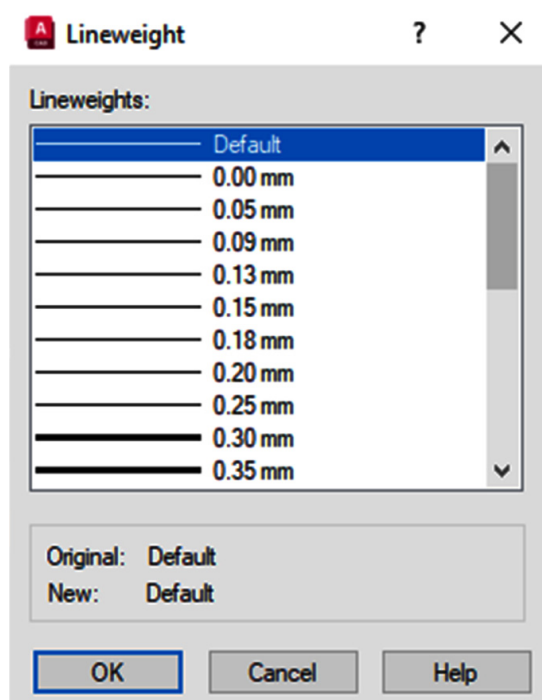 A
CAD
Lineweight ?
Lineweights:
Default
0.00 mm
0.05 mm
0.09 mm
0.13 mm
0.15 mm
0.18 mm
0.20 mm
0.25 mm
0.30 mm
0.35 mm
Original: Default
New: Default
OK Cancel Help